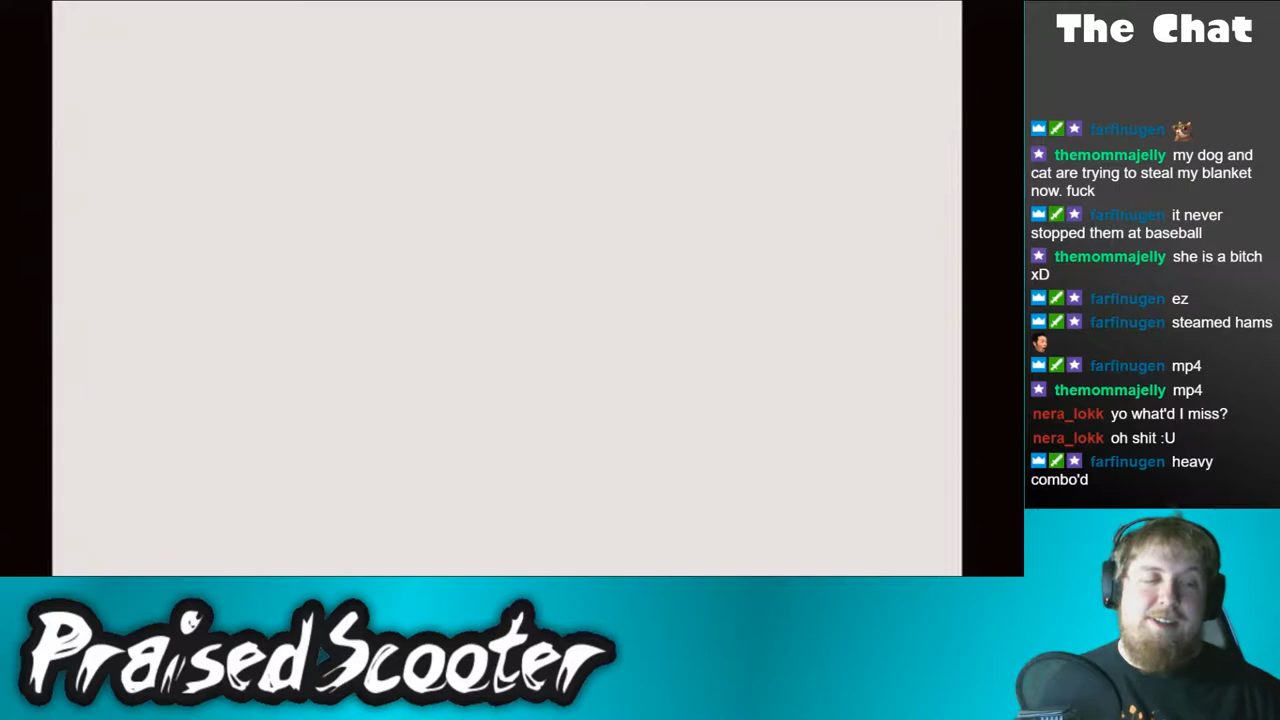 The Chat
farfinugen
themommajelly my dog and
cat are trying to steal my blanket
now. fuck
farfinugen it never
stopped them at baseball
themommajelly she is a bitch
xD
farfinugen ez
farfinugen steamed hams
farfinugen mp4
themommajelly mp4
nera_lokk yo what'd I miss?
nera_lokk oh shit :U
farfinugen heavy
combo'd
PraisedScooter